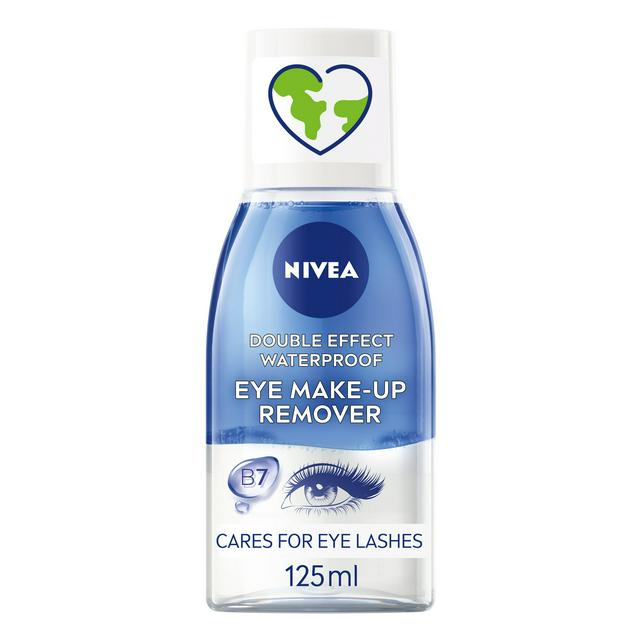 NIVEA
DOUBLE EFFECT
WATERPROOF
EYE MAKE-UP
REMOVER
B7
CARES FOR EYE LASHES
125ml